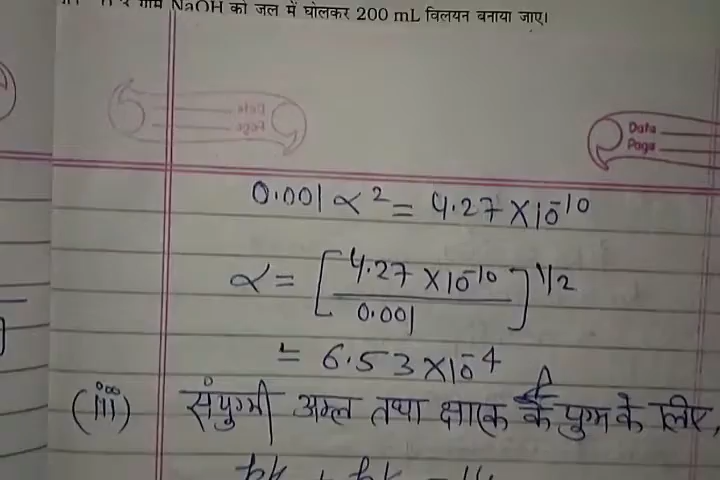 ग्राम NaOH को जल में घोलकर 200 mL विलयन बनाया जाए।
Data
Page
0.001 α² = 4.27 × 10⁻¹⁰
α = [4.27 × 10⁻¹⁰ / 0.001]^1/2
= 6.53 × 10⁻⁴
(iii) संयुग्मी अम्ल तथा क्षारक के युग्म के लिए,